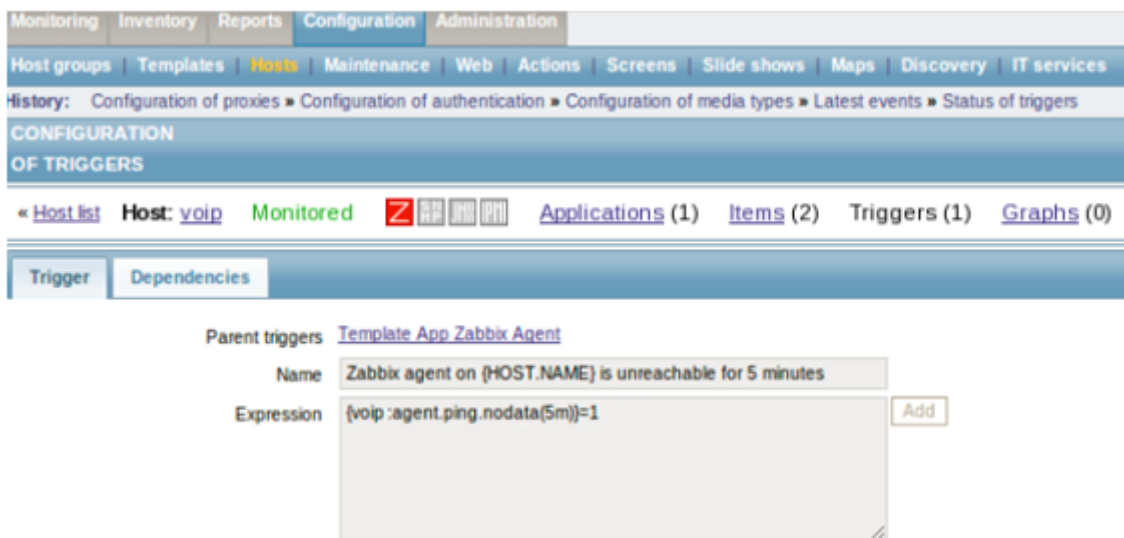 Monitoring Inventory Reports Configuration Administration
Host groups | Templates | Hosts | Maintenance | Web | Actions | Screens | Slide shows | Maps | Discovery | IT services
History: Configuration of proxies » Configuration of authentication » Configuration of media types » Latest events » Status of triggers
CONFIGURATION
OF TRIGGERS
« Host list Host: voip Monitored Z Applications (1) Items (2) Triggers (1) Graphs (0)
Trigger Dependencies
Parent triggers Template App Zabbix Agent
Name Zabbix agent on {HOST.NAME} is unreachable for 5 minutes
Expression {voip :agent.ping.nodata(5m)}=1 Add